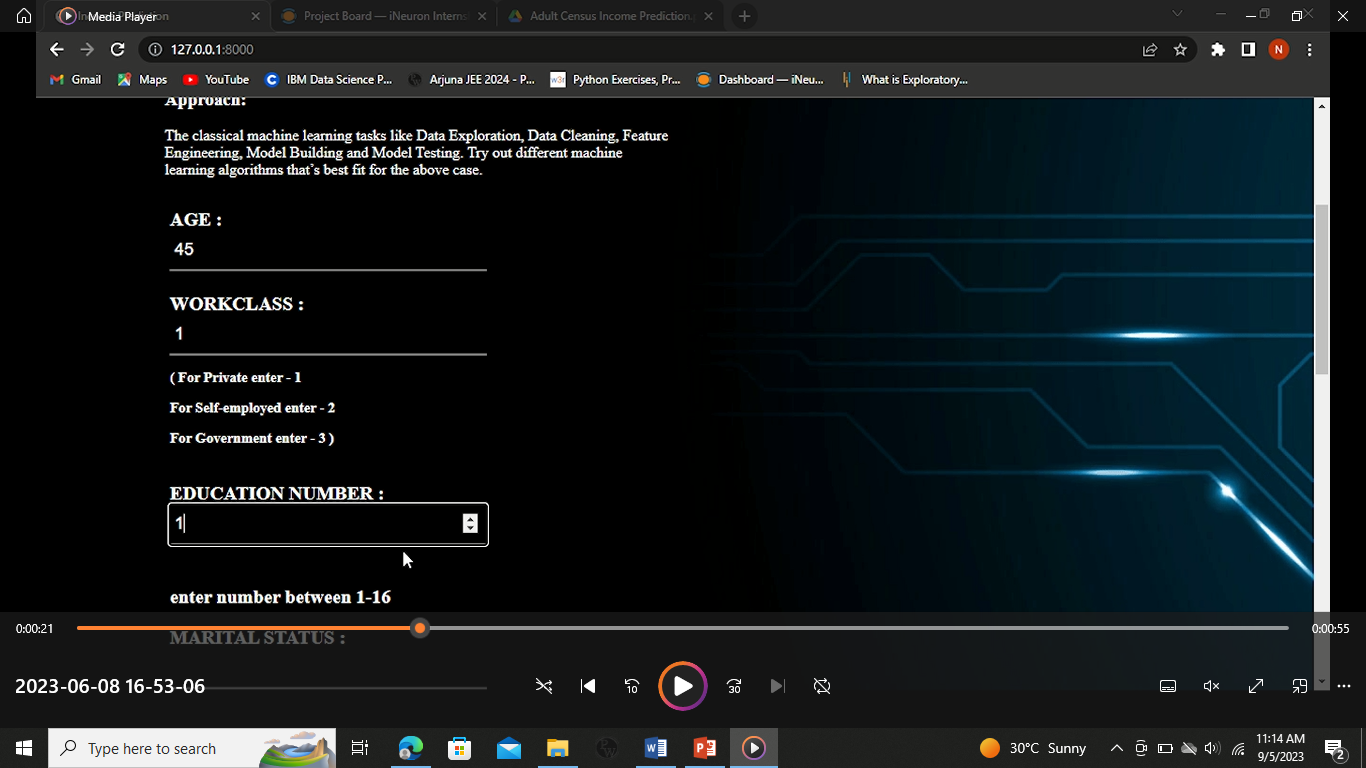 Media Player
Project Board — iNeuron Interns
Adult Census Income Prediction.
127.0.0.1:8000
N
Gmail
Maps
YouTube
IBM Data Science P...
Arjuna JEE 2024 - P...
w3r
Python Exercises, Pr...
Dashboard — iNeu...
What is Exploratory...
Approach:
The classical machine learning tasks like Data Exploration, Data Cleaning, Feature
Engineering, Model Building and Model Testing. Try out different machine
learning algorithms that's best fit for the above case.
AGE :
45
WORKCLASS :
1
( For Private enter - 1
For Self-employed enter - 2
For Government enter - 3 )
EDUCATION NUMBER :
1
enter number between 1-16
0:00:21
0:00:55
MARITAL STATUS :
2023-06-08 16-53-06
10
30
Type here to search
30°C Sunny
11:14 AM
9/5/2023
2